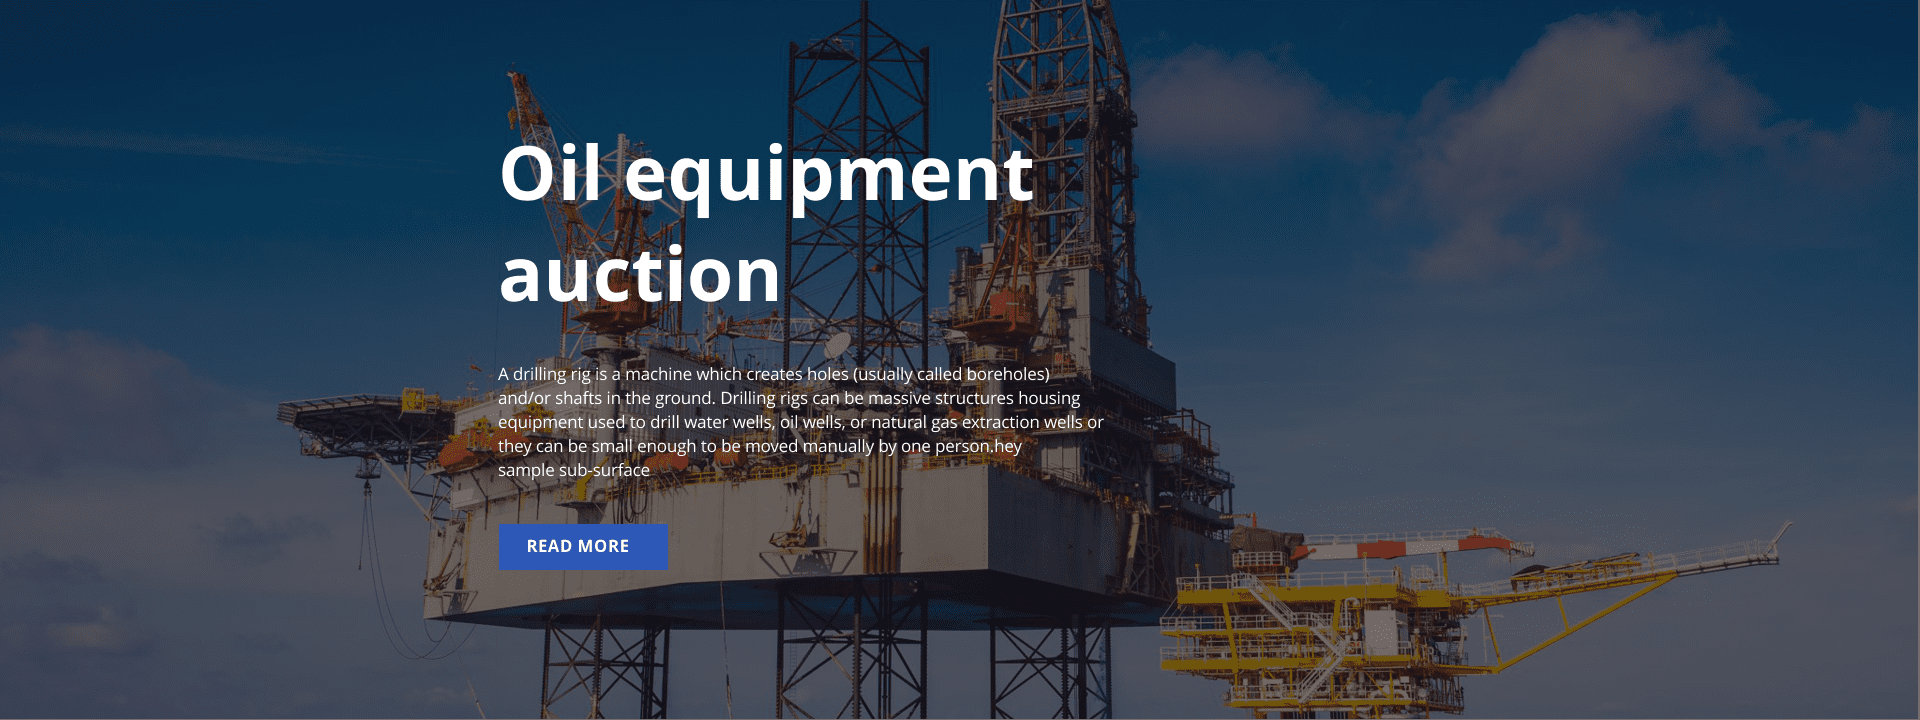 Oil equipment
auction
A drilling rig is a machine which creates holes (usually called boreholes)
and/or shafts in the ground. Drilling rigs can be massive structures housing
equipment used to drill water wells, oil wells, or natural gas extraction wells or
they can be small enough to be moved manually by one person.hey
sample sub-surface
READ MORE